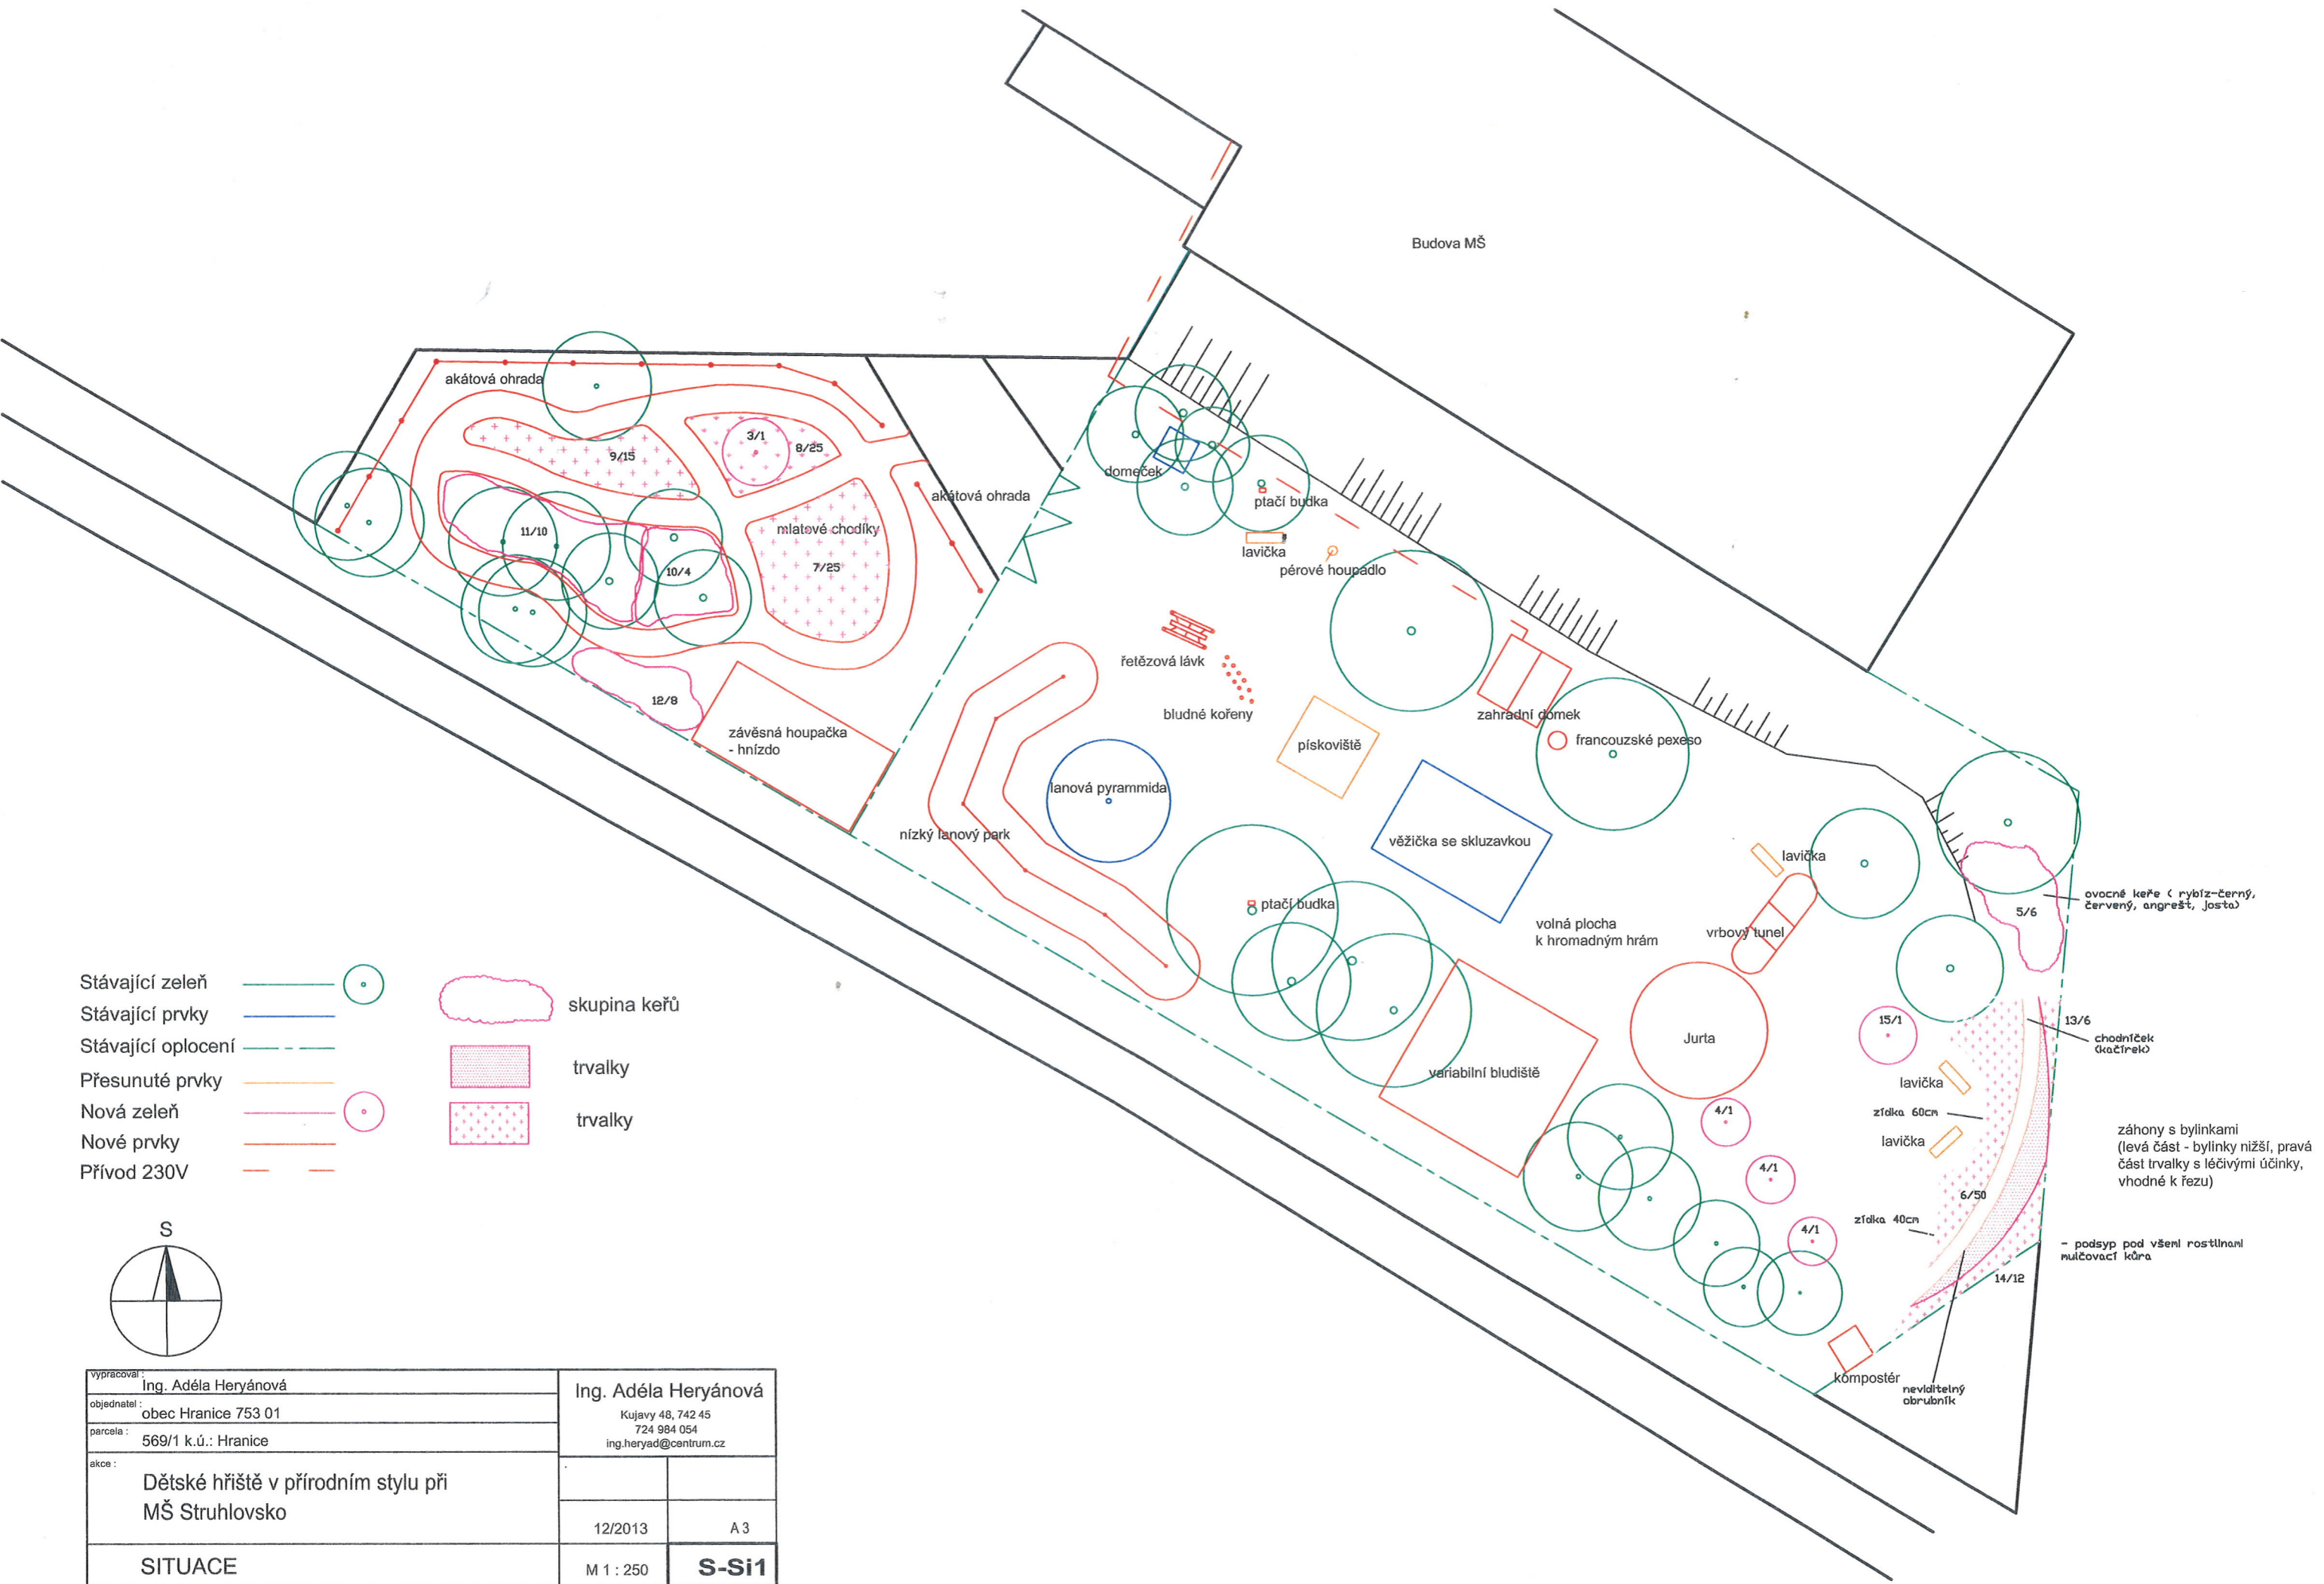 Budova MŠ
akátová ohrada
3/1
8/25
9/15
domeček
akátová ohrada
ptačí budka
mlatové chodíky
11/10
lavička
7/25
10/4
pérové houpadlo
řetězová lávk
12/8
bludné kořeny
zahradní domek
závěsná houpačka
- hnízdo
pískoviště
francouzské pexeso
lanová pyrammida
nízký lanový park
věžička se skluzavkou
lavička
ptačí budka
ovocné keře ( rybíz-černý,
červený, angrešt, josta)
5/6
volná plocha
k hromadným hrám
vrbový tunel
15/1
13/6
chodníček
(kačírek)
Jurta
variabilní bludiště
lavička
zídka 60cm
4/1
lavička
záhony s bylinkami
(levá část - bylinky nižší, pravá
část trvalky s léčivými účinky,
vhodné k řezu)
4/1
6/50
zídka 40cm
4/1
- podsyp pod všemi rostlinami
mulčovací kůra
14/12
kompostér
neviditelný
obrubník
Stávající zeleň
Stávající prvky
Stávající oplocení
Přesunuté prvky
Nová zeleň
Nové prvky
Přívod 230V
skupina keřů
trvalky
trvalky
S
vypracoval :
Ing. Adéla Heryánová
objednatel :
obec Hranice 753 01
parcela :
569/1 k.ú.: Hranice
akce :
Dětské hřiště v přírodním stylu při
MŠ Struhlovsko
SITUACE
Ing. Adéla Heryánová
Kujavy 48, 742 45
724 984 054
ing.heryad@centrum.cz
12/2013
A 3
M 1 : 250
S-Si1